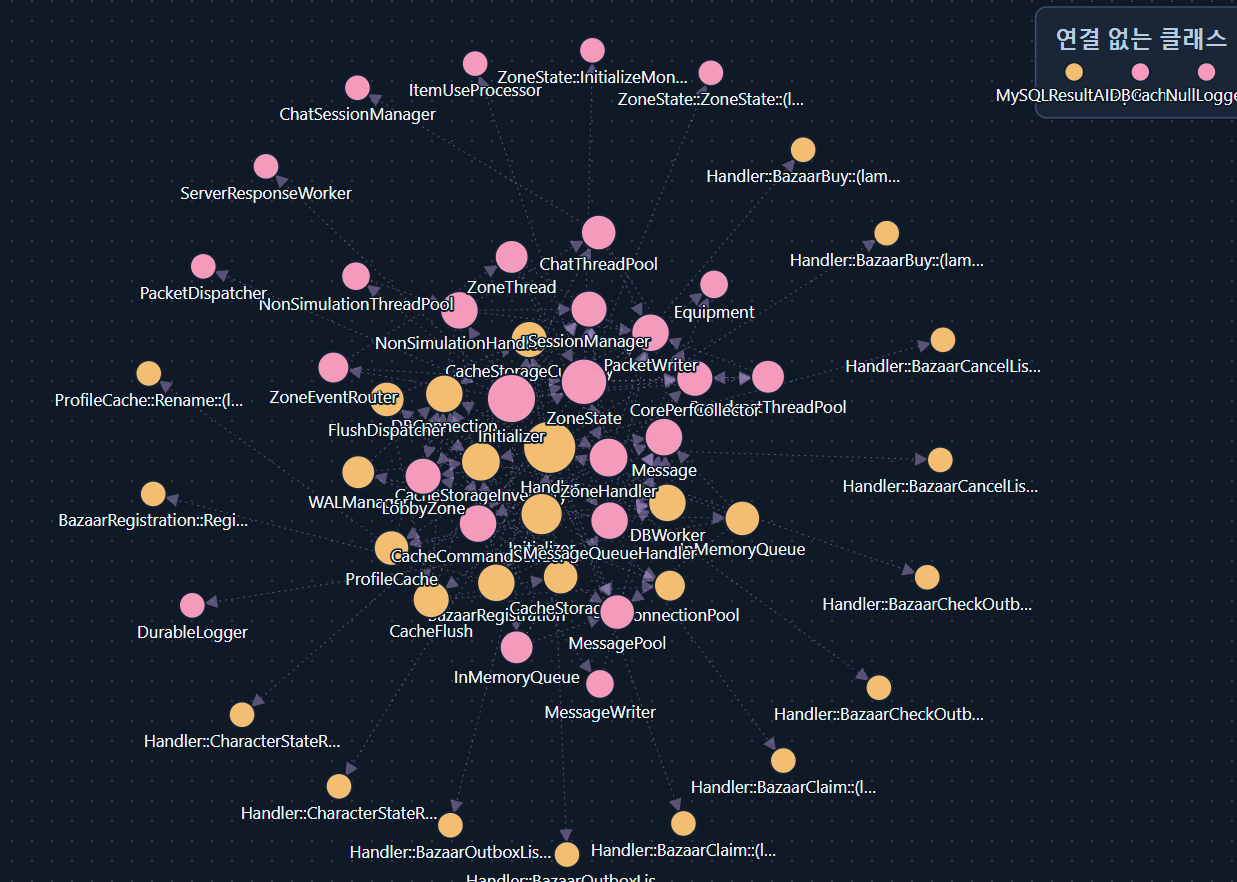 연결 없는 클래스
ZoneState::InitializeMon...
ItemUseProcessor
ZoneState::ZoneState::(l...
ChatSessionManager
Handler::BazaarBuy::(lam...
ServerResponseWorker
Handler::BazaarBuy::(lam...
ChatThreadPool
ZoneThread
PacketDispatcher
NonSimulationThreadPool
Equipment
SessionManager
PacketWriter
Handler::BazaarCancelLis...
ProfileCache::Rename::(l...
ZoneEventRouter
CorePerfCollector
ZoneState
FlushDispatcher
Initializer
Message
Handler::BazaarCancelLis...
ZoneHandler
LobbyZone
BazaarRegistration::Regi...
DBWorker
MessageQueueHandler
ProfileCache
Handler::BazaarCheckOutb...
CacheFlush
DurableLogger
MessagePool
InMemoryQueue
MessageWriter
Handler::BazaarCheckOutb...
Handler::CharacterStateR...
Handler::BazaarClaim::(l...
Handler::CharacterStateR...
Handler::BazaarOutboxLis...
Handler::BazaarClaim::(l...